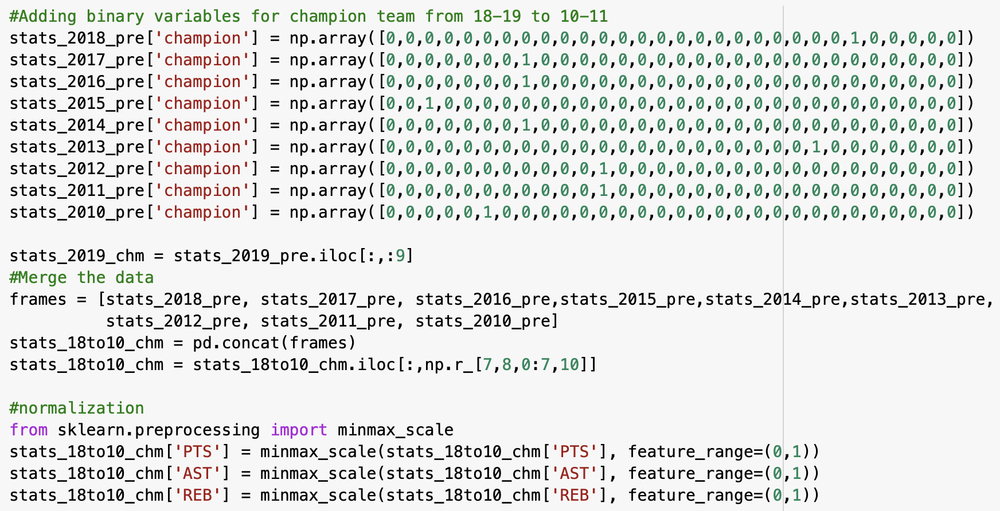 #Adding binary variables for champion team from 18-19 to 10-11
stats_2018_pre['champion'] = np.array([0,0,0,0,0,0,0,0,0,0,0,0,0,0,0,0,0,0,0,0,0,0,0,0,1,0,0,0,0,0])
stats_2017_pre['champion'] = np.array([0,0,0,0,0,0,0,1,0,0,0,0,0,0,0,0,0,0,0,0,0,0,0,0,0,0,0,0,0,0])
stats_2016_pre['champion'] = np.array([0,0,0,0,0,0,0,1,0,0,0,0,0,0,0,0,0,0,0,0,0,0,0,0,0,0,0,0,0,0])
stats_2015_pre['champion'] = np.array([0,0,1,0,0,0,0,0,0,0,0,0,0,0,0,0,0,0,0,0,0,0,0,0,0,0,0,0,0,0])
stats_2014_pre['champion'] = np.array([0,0,0,0,0,0,0,1,0,0,0,0,0,0,0,0,0,0,0,0,0,0,0,0,0,0,0,0,0,0])
stats_2013_pre['champion'] = np.array([0,0,0,0,0,0,0,0,0,0,0,0,0,0,0,0,0,0,0,0,0,0,1,0,0,0,0,0,0,0])
stats_2012_pre['champion'] = np.array([0,0,0,0,0,0,0,0,0,0,0,1,0,0,0,0,0,0,0,0,0,0,0,0,0,0,0,0,0,0])
stats_2011_pre['champion'] = np.array([0,0,0,0,0,0,0,0,0,0,0,1,0,0,0,0,0,0,0,0,0,0,0,0,0,0,0,0,0,0])
stats_2010_pre['champion'] = np.array([0,0,0,0,0,1,0,0,0,0,0,0,0,0,0,0,0,0,0,0,0,0,0,0,0,0,0,0,0,0])

stats_2019_chm = stats_2019_pre.iloc[:,:9]
#Merge the data
frames = [stats_2018_pre, stats_2017_pre, stats_2016_pre,stats_2015_pre,stats_2014_pre,stats_2013_pre,
          stats_2012_pre, stats_2011_pre, stats_2010_pre]
stats_18to10_chm = pd.concat(frames)
stats_18to10_chm = stats_18to10_chm.iloc[:,np.r_[7,8,0:7,10]]

#normalization
from sklearn.preprocessing import minmax_scale
stats_18to10_chm['PTS'] = minmax_scale(stats_18to10_chm['PTS'], feature_range=(0,1))
stats_18to10_chm['AST'] = minmax_scale(stats_18to10_chm['AST'], feature_range=(0,1))
stats_18to10_chm['REB'] = minmax_scale(stats_18to10_chm['REB'], feature_range=(0,1))